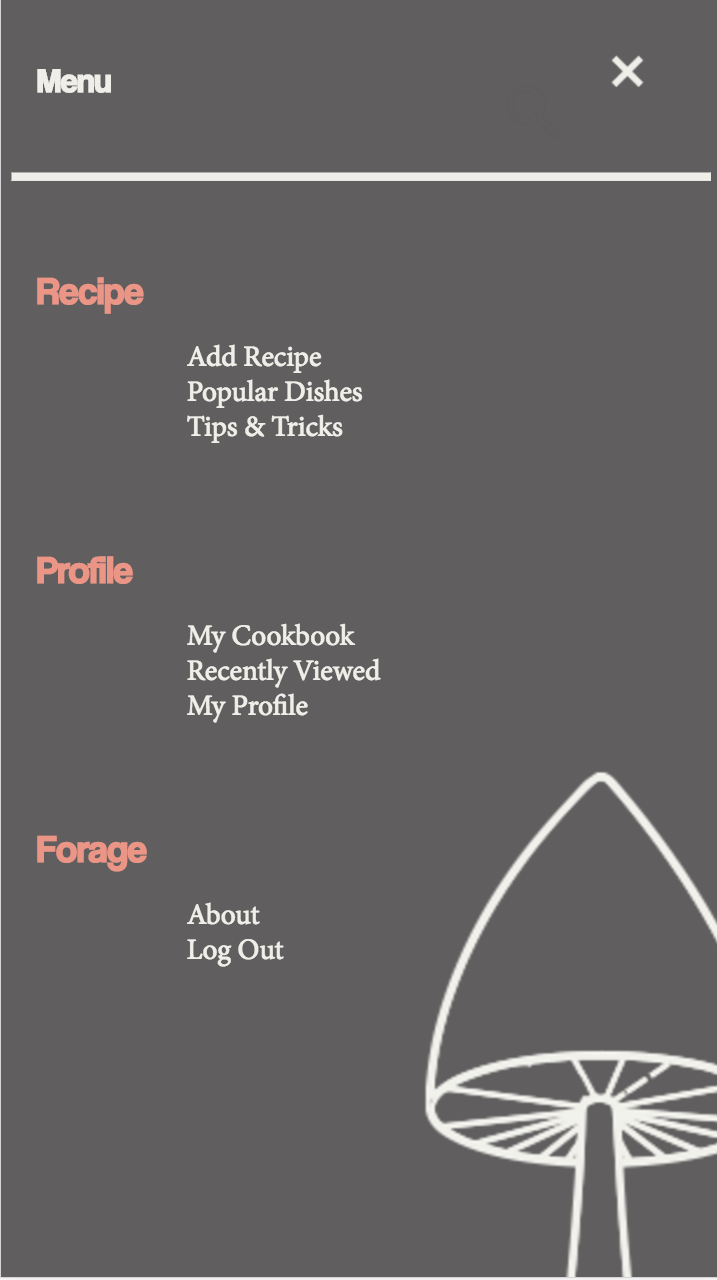 Menu
Recipe
Add Recipe
Popular Dishes
Tips & Tricks
Profile
My Cookbook
Recently Viewed
My Profile
Forage
About
Log Out